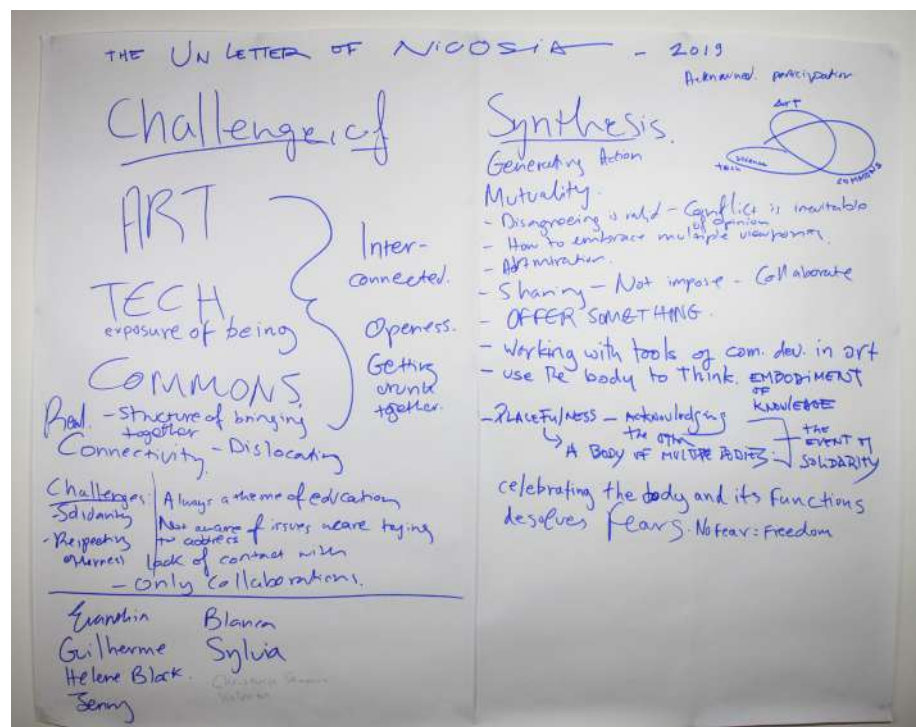 THE UN LETTER OF NICOSIA - 2019
Challenge, of
ART
TECH
exposure of being
COMMONS
Inter-
connected.
Openess.
Getting
drunk
together.
- Structure of bringing
together
Connectivity - Dislocating
Challenges:
- Solidarity
- Respecting
otherness
Always a theme of education
Not aware of issues we are trying
to address
lack of contact with
- only collaborations.
Guilherme
Helene Black.
Jenny
Blanca
Sylvia
participation
Synthesis.
ART
TECH
COMMONS
Generating Action
Mutuality.
- Disagreeing is valid - Conflict is inevitable
of opinion
- How to embrace multiple viewpoints.
- Admiration.
- Sharing - Not impose - Collaborate
- OFFER SOMETHING.
- Working with tools of com. dev. in art
- use the body to Think. EMBODIMENT
OF
KNOWLEDGE
- PLACEFULNESS - Acknowledging
the other
A BODY OF MULTIPLE BODIES
THE
EVENT OF
SOLIDARITY
celebrating the body and its functions
desolves fears. No fear = Freedom